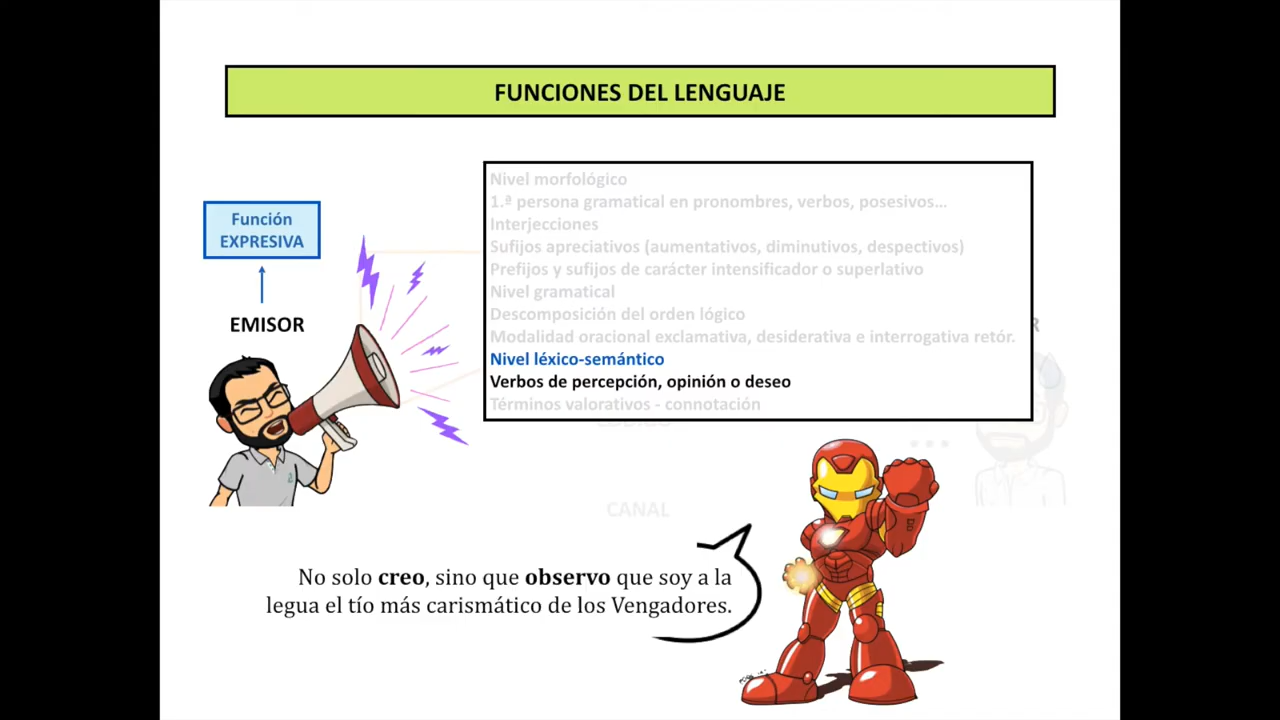 FUNCIONES DEL LENGUAJE
Función
EXPRESIVA
EMISOR
Nivel morfológico
1.ª persona gramatical en pronombres, verbos, posesivos...
Interjecciones
Sufijos apreciativos (aumentativos, diminutivos, despectivos)
Prefijos y sufijos de carácter intensificador o superlativo
Nivel gramatical
Descomposición del orden lógico
Modalidad oracional exclamativa, desiderativa e interrogativa retór.
Nivel léxico-semántico
Verbos de percepción, opinión o deseo
Términos valorativos - connotación
CANAL
No solo creo, sino que observo que soy a la
legua el tío más carismático de los Vengadores.